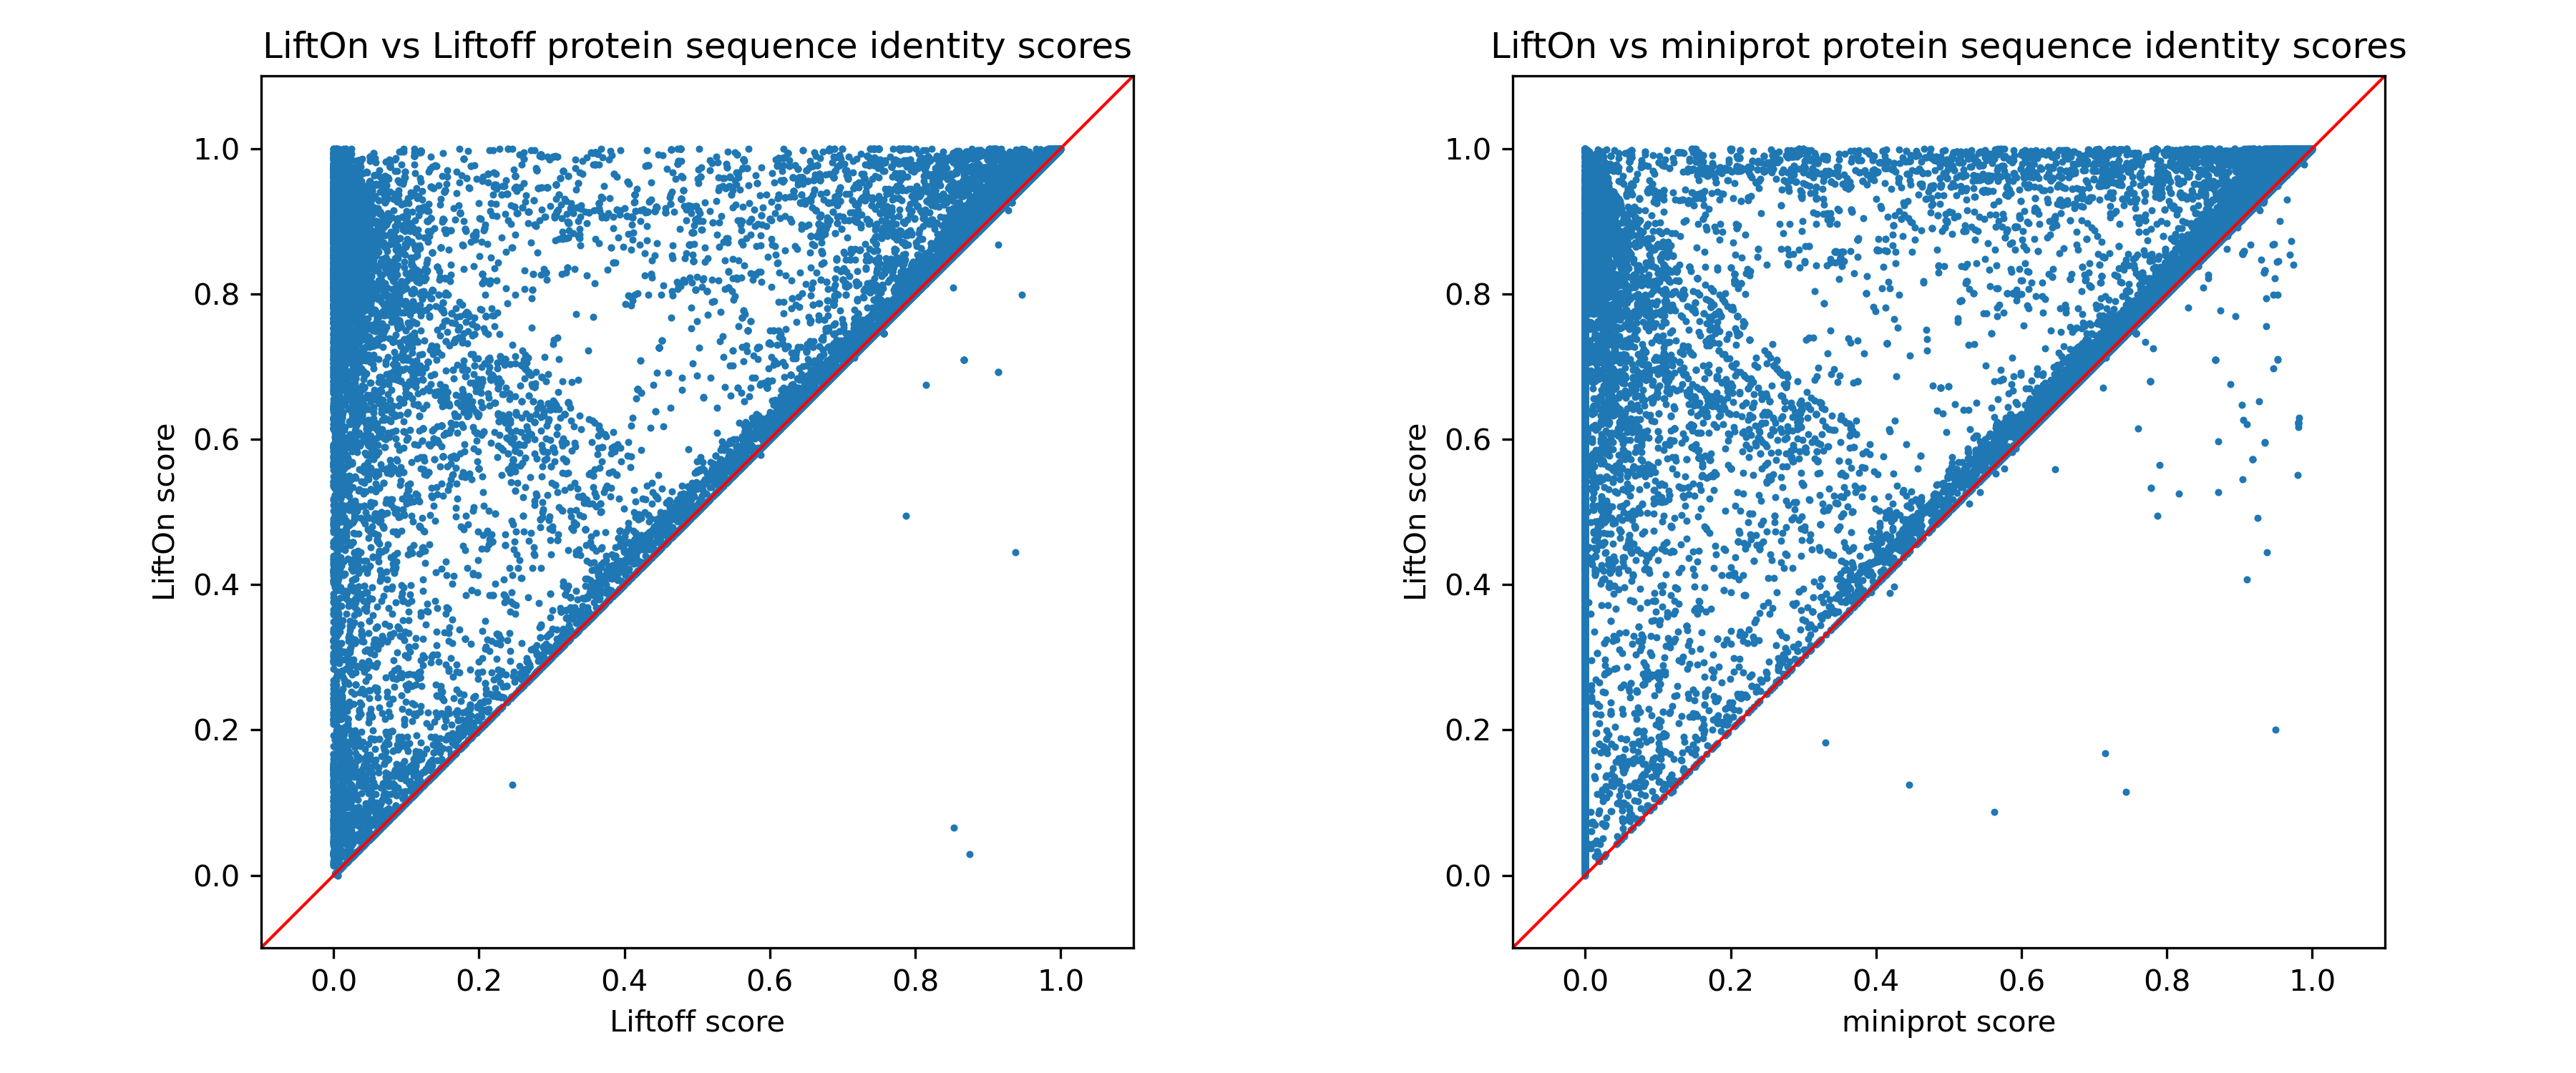 LiftOn vs Liftoff protein sequence identity scores
1.0
0.8
0.6
0.4
0.2
0.0
LiftOn score
0.0 0.2 0.4 0.6 0.8 1.0
Liftoff score
LiftOn vs miniprot protein sequence identity scores
1.0
0.8
0.6
0.4
0.2
0.0
LiftOn score
0.0 0.2 0.4 0.6 0.8 1.0
miniprot score